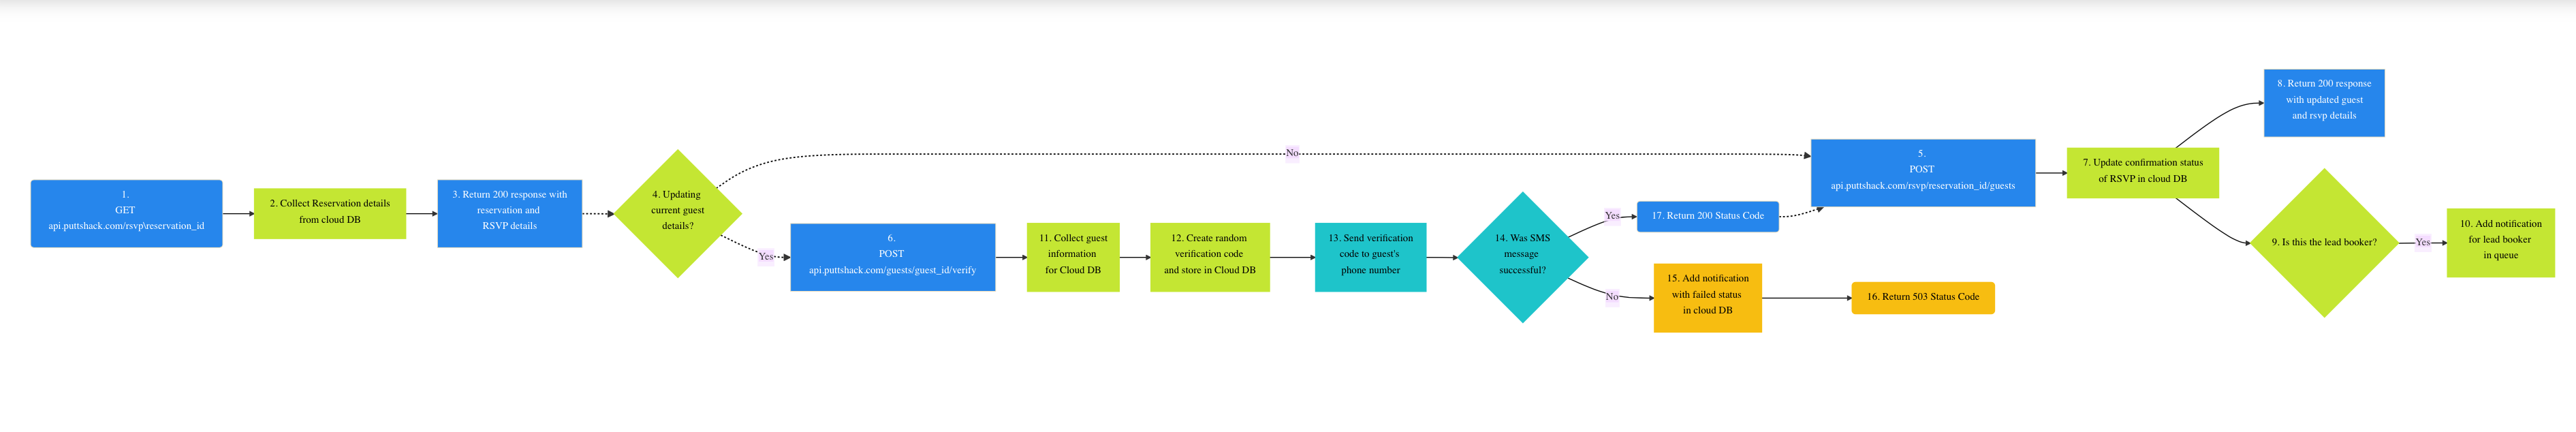 1.
GET
api.puttshack.com/rsvp\reservation_id
2. Collect Reservation details
from cloud DB
3. Return 200 response with
reservation and
RSVP details
4. Updating
current guest
details?
No
Yes
6.
POST
api.puttshack.com/guests/guest_id/verify
11. Collect guest
information
for Cloud DB
12. Create random
verification code
and store in Cloud DB
13. Send verification
code to guest's
phone number
14. Was SMS
message
successful?
Yes
17. Return 200 Status Code
No
15. Add notification
with failed status
in cloud DB
16. Return 503 Status Code
5.
POST
api.puttshack.com/rsvp/reservation_id/guests
7. Update confirmation status
of RSVP in cloud DB
8. Return 200 response
with updated guest
and rsvp details
9. Is this the lead booker?
Yes
10. Add notification
for lead booker
in queue